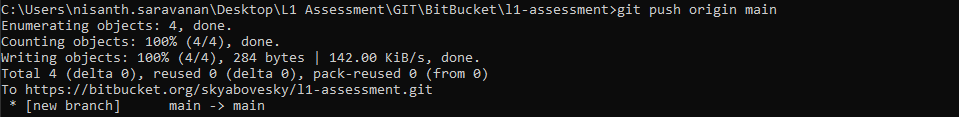 C:\Users\nisanth.saravanan\Desktop\L1 Assessment\GIT\BitBucket\l1-assessment>git push origin main
Enumerating objects: 4, done.
Counting objects: 100% (4/4), done.
Writing objects: 100% (4/4), 284 bytes | 142.00 KiB/s, done.
Total 4 (delta 0), reused 0 (delta 0), pack-reused 0 (from 0)
To https://bitbucket.org/skyabovesky/l1-assessment.git
 * [new branch]      main -> main